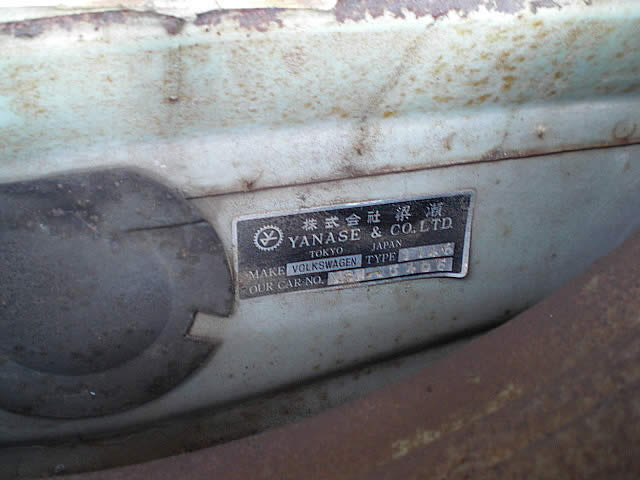 株式会社 梁瀬
YANASE & CO., LTD.
TOKYO JAPAN
MAKE VOLKSWAGEN TYPE
OUR CAR NO.